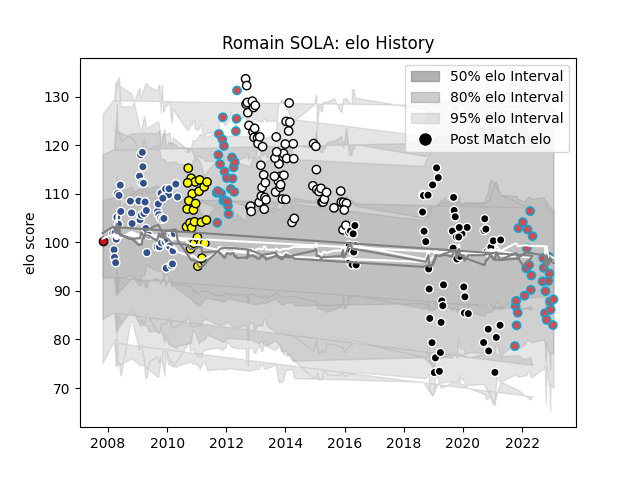 Romain SOLA: elo History
50% elo Interval
80% elo Interval
95% elo Interval
Post Match elo
elo score
130
120
110
100
90
80
70
2008
2010
2012
2014
2016
2018
2020
2022